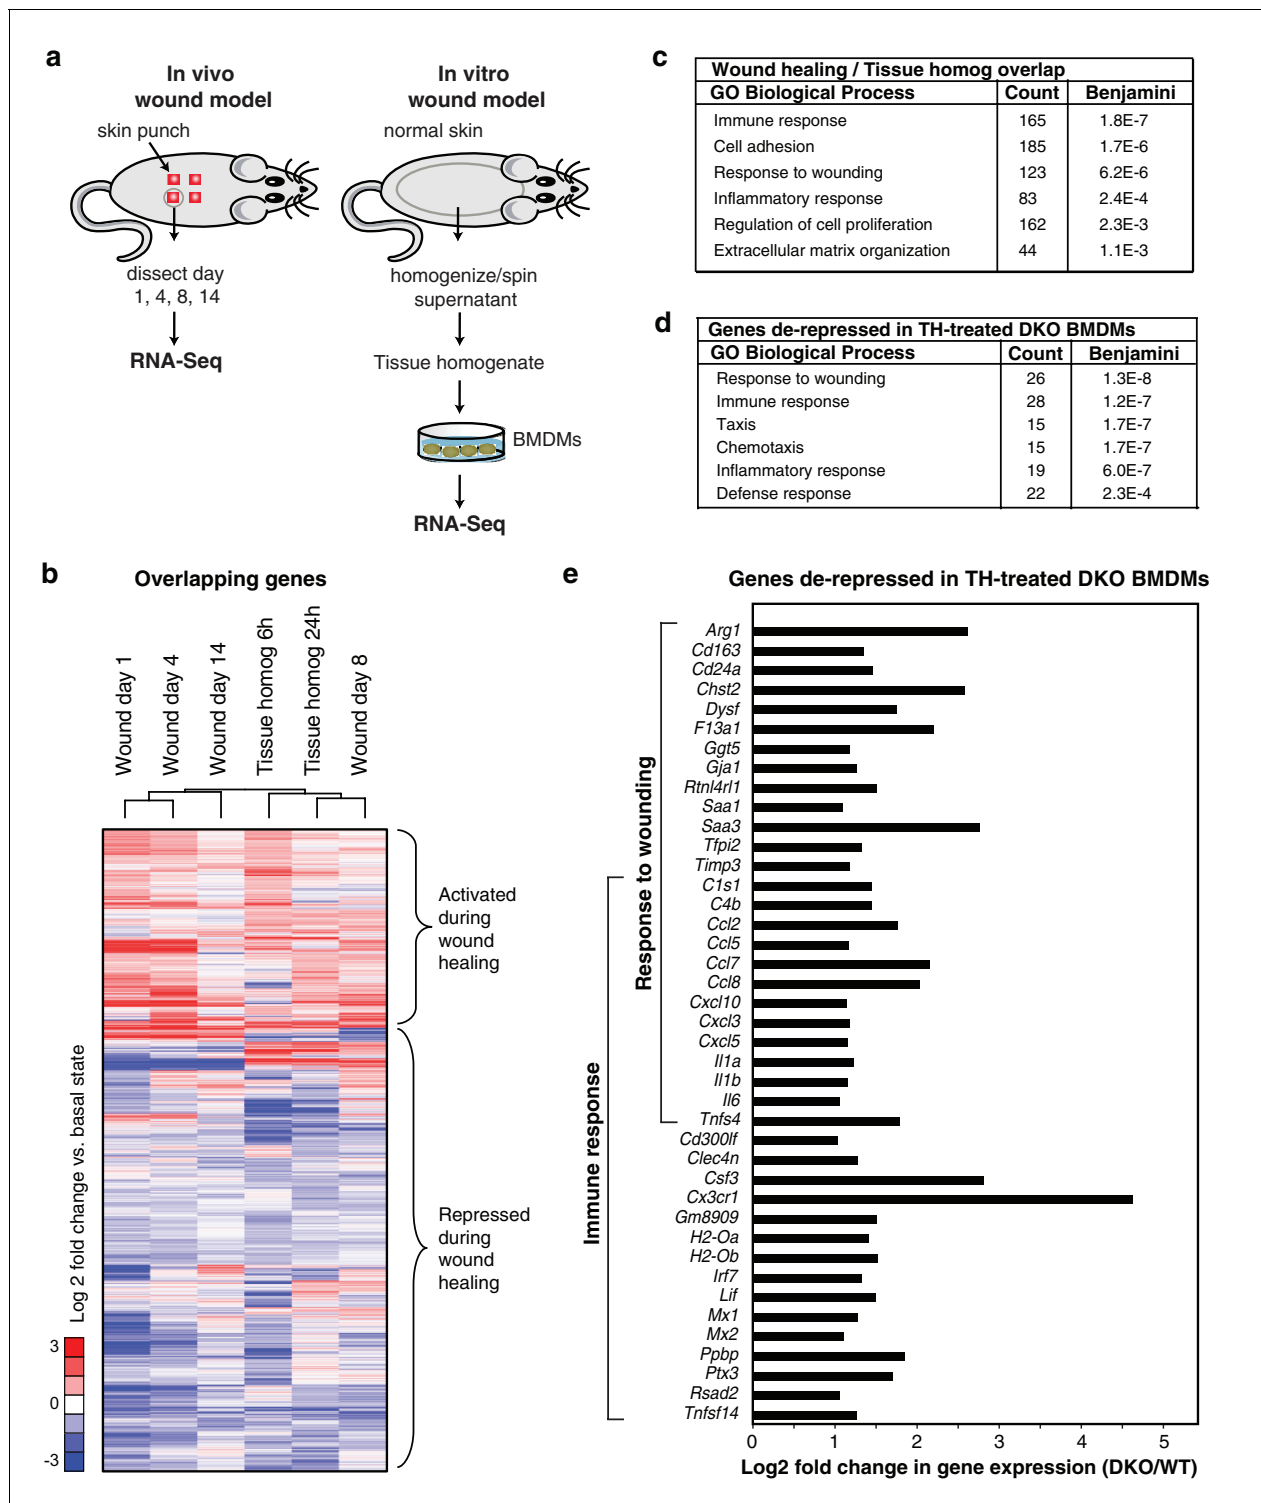 a
In vivo
wound model
skin punch
dissect day
1, 4, 8, 14
RNA-Seq
In vitro
wound model
normal skin
homogenize/spin
supernatant
Tissue homogenate
BMDMs
RNA-Seq
c
Wound healing / Tissue homog overlap
GO Biological Process Count Benjamini
Immune response 165 1.8E-7
Cell adhesion 185 1.7E-6
Response to wounding 123 6.2E-6
Inflammatory response 83 2.4E-4
Regulation of cell proliferation 162 2.3E-3
Extracellular matrix organization 44 1.1E-3
d
Genes de-repressed in TH-treated DKO BMDMs
GO Biological Process Count Benjamini
Response to wounding 26 1.3E-8
Immune response 28 1.2E-7
Taxis 15 1.7E-7
Chemotaxis 15 1.7E-7
Inflammatory response 19 6.0E-7
Defense response 22 2.3E-4
b
Overlapping genes
Wound day 1
Wound day 4
Wound day 14
Tissue homog 6h
Tissue homog 24h
Wound day 8
Activated
during
wound
healing
Repressed
during
wound
healing
Log 2 fold change vs. basal state
3
0
-3
e
Genes de-repressed in TH-treated DKO BMDMs
Response to wounding
Immune response
Arg1
Cd163
Cd24a
Chst2
Dysf
F13a1
Ggt5
Gja1
Rtnl4rl1
Saa1
Saa3
Tfpi2
Timp3
C1s1
C4b
Ccl2
Ccl5
Ccl7
Ccl8
Cxcl10
Cxcl3
Cxcl5
Il1a
Il1b
Il6
Tnfs4
Cd300lf
Clec4n
Csf3
Cx3cr1
Gm8909
H2-Oa
H2-Ob
Irf7
Lif
Mx1
Mx2
Ppbp
Ptx3
Rsad2
Tnfsf14
0 1 2 3 4 5
Log2 fold change in gene expression (DKO/WT)